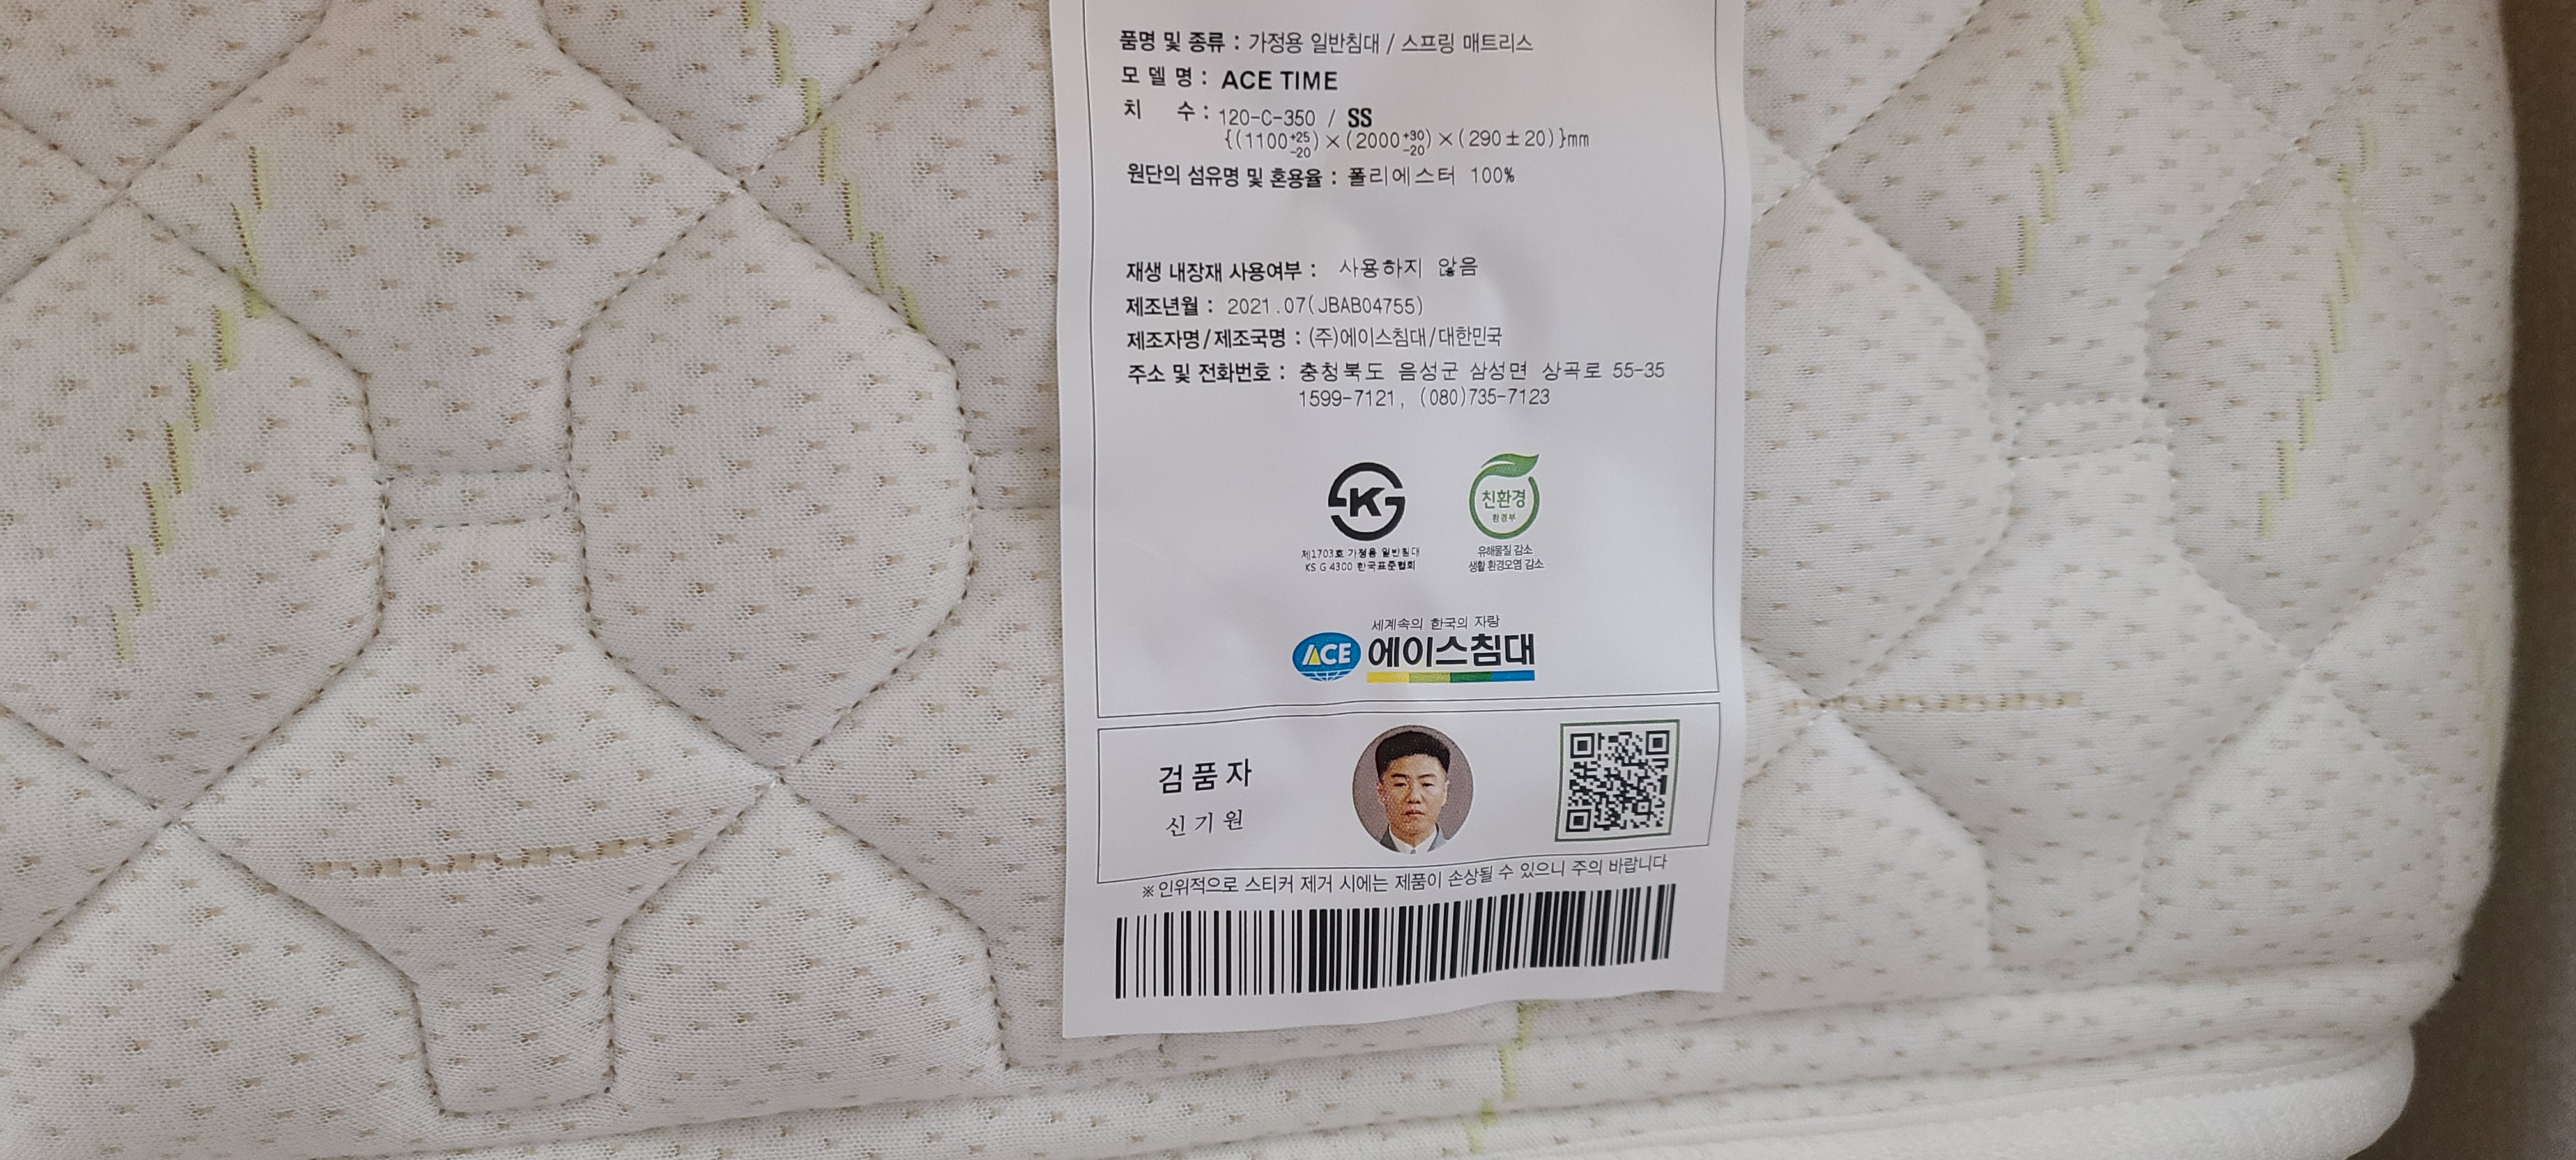 품명 및 종류 : 가정용 일반침대 / 스프링 매트리스
모 델 명 : ACE TIME
치 수 : 120-C-350 / SS
{(1100+25-20)×(2000+30-20)×(290±20)}mm
원단의 섬유명 및 혼용율 : 폴리에스터 100%
재생 내장재 사용여부 : 사용하지 않음
제조년월 : 2021.07(JBAB04755)
제조자명/제조국명 : (주)에이스침대/대한민국
주소 및 전화번호 : 충청북도 음성군 삼성면 상곡로 55-35
1599-7121, (080)735-7123
K
친환경
환경부
제1703호 가정용 일반침대
KS G 4300 한국표준협회
유해물질 감소
생활 환경오염 감소
세계속의 한국의 자랑
ACE 에이스침대
검품자
신기원
※인위적으로 스티커 제거 시에는 제품이 손상될 수 있으니 주의 바랍니다